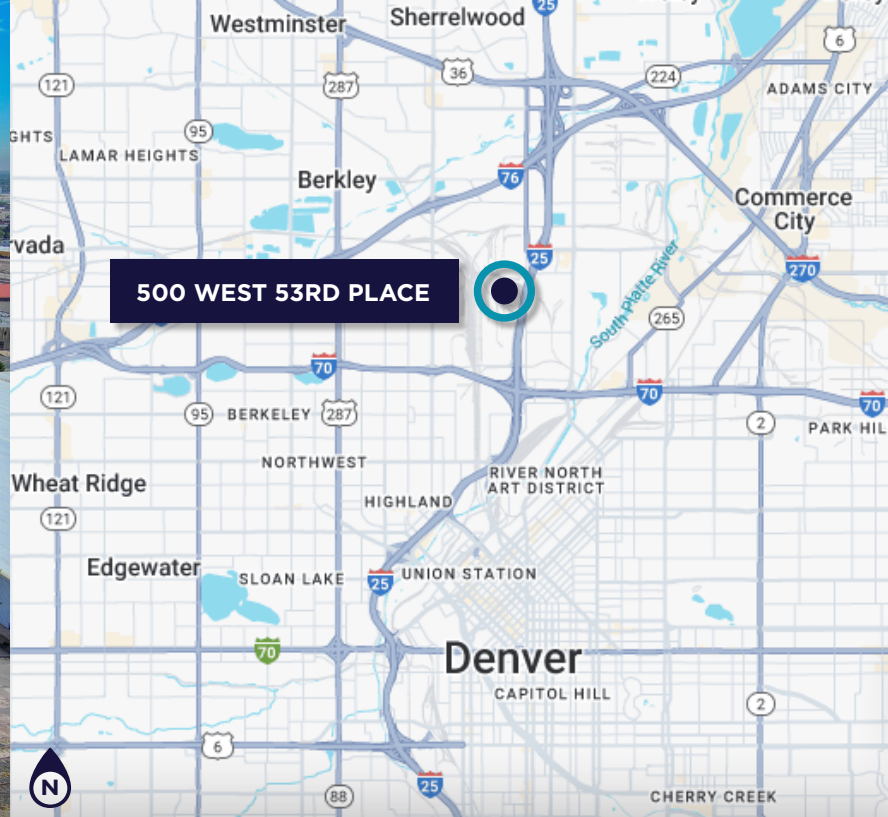 25
Westminster
Sherrelwood
6
36
224
121
287
ADAMS CITY
95
LAMAR HEIGHTS
Berkley
76
Commerce
City
25
270
500 WEST 53RD PLACE
South Platte River
265
70
70
70
121
95
BERKELEY
287
2
PARK HIL
NORTHWEST
Wheat Ridge
RIVER NORTH
ART DISTRICT
HIGHLAND
121
Edgewater
SLOAN LAKE
25
UNION STATION
70
Denver
CAPITOL HILL
2
6
N
25
88
CHERRY CREEK